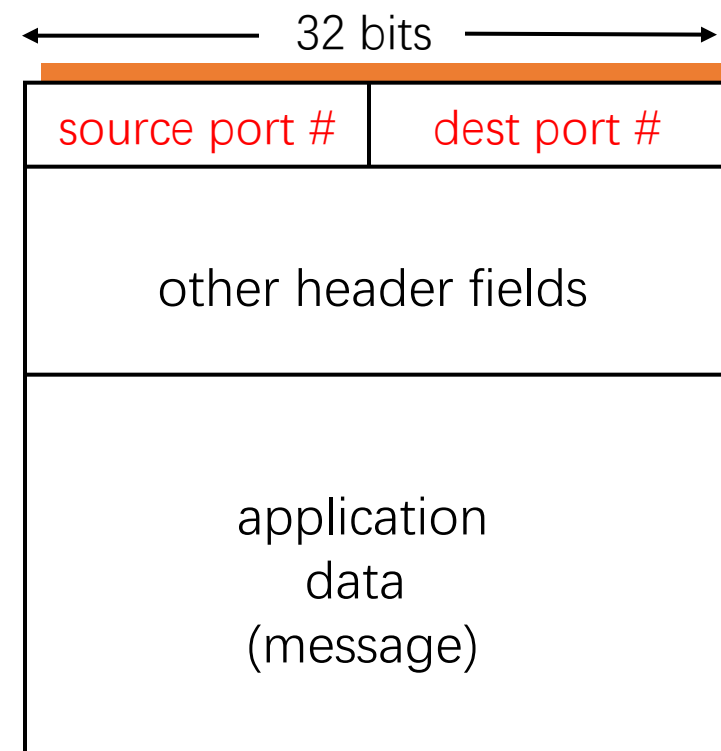 32 bits
source port # dest port #
other header fields
application
data
(message)